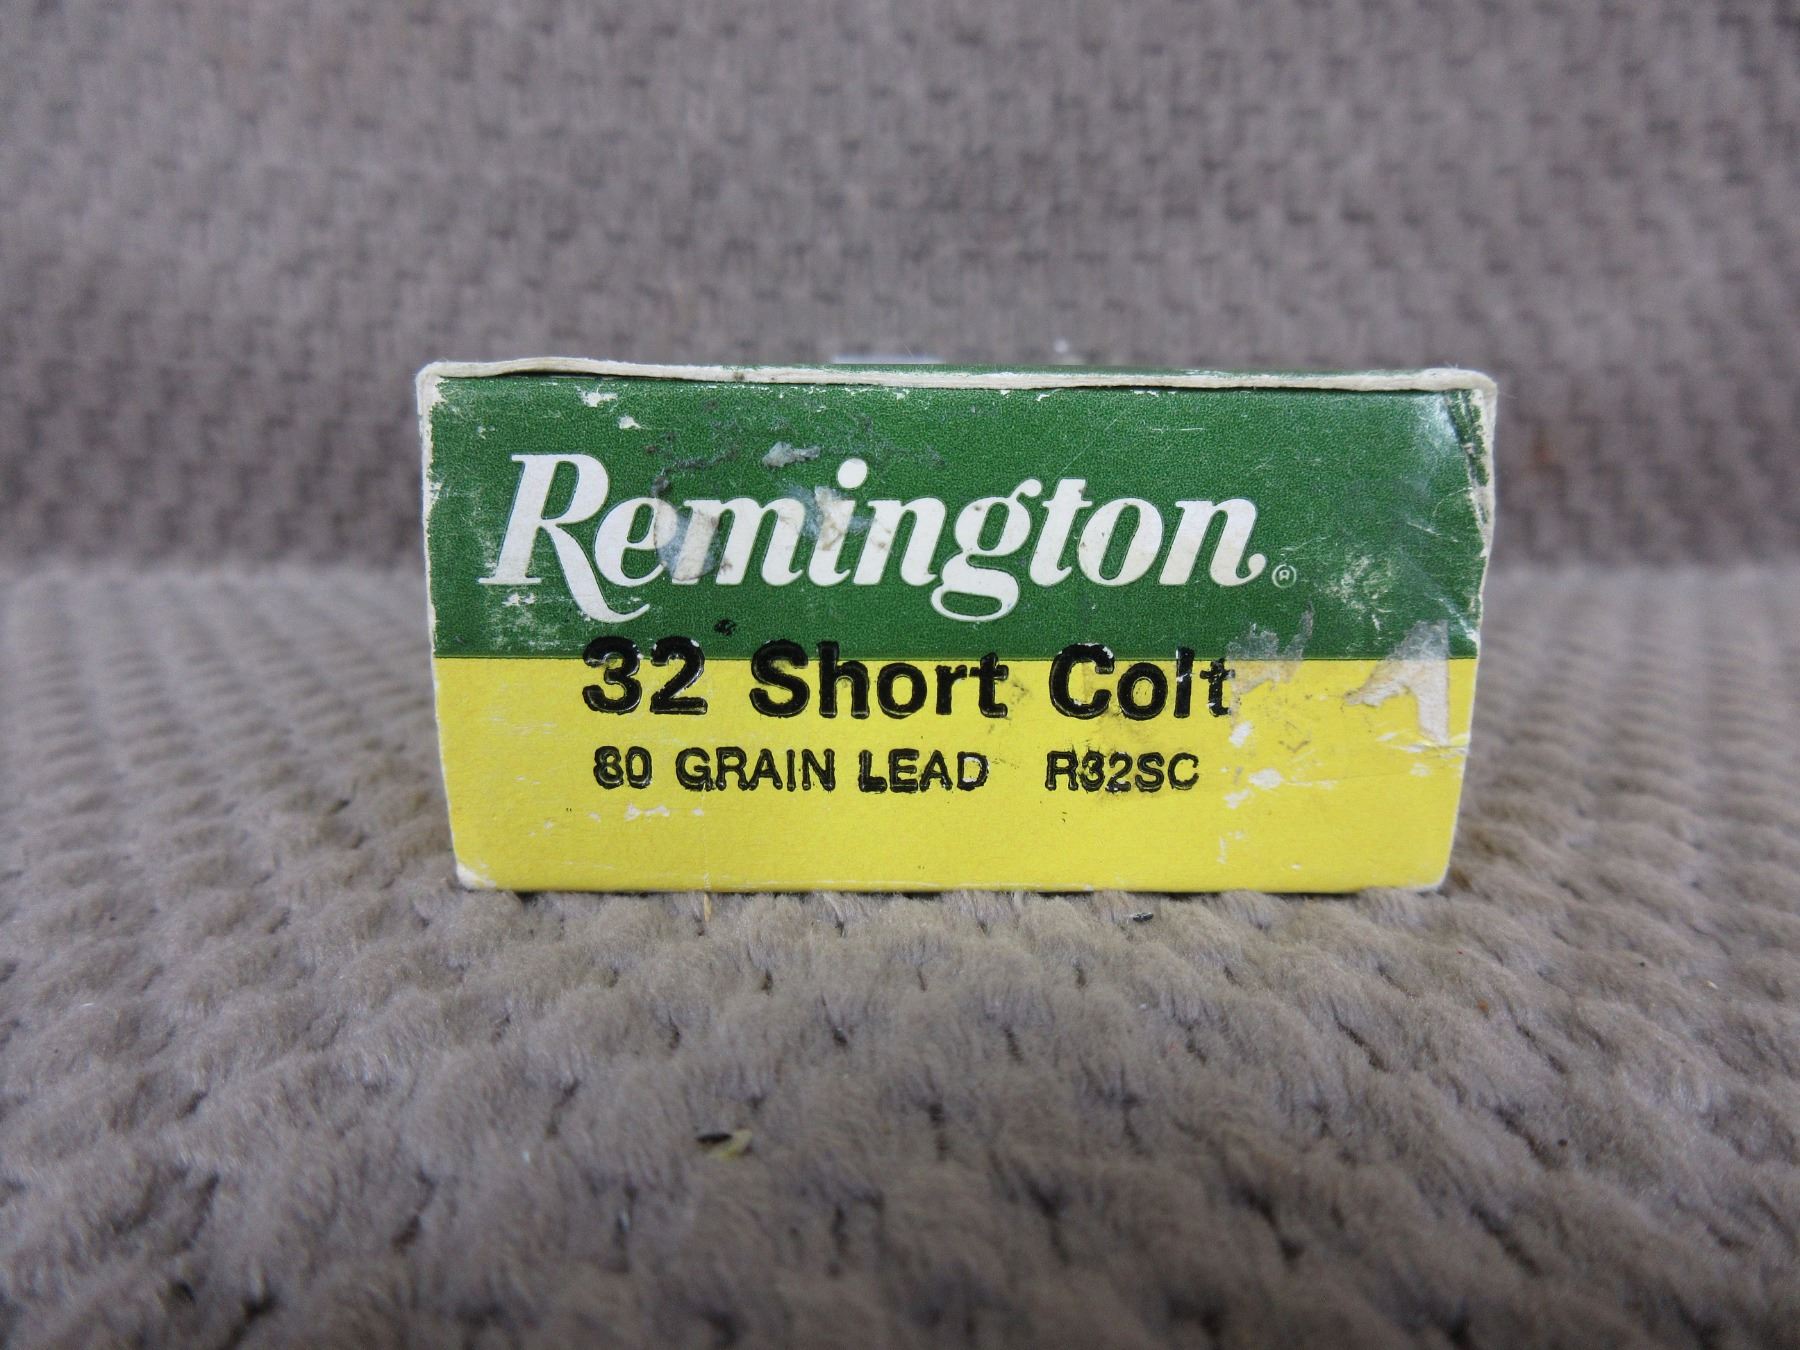 Remington®
32 Short Colt
80 GRAIN LEAD R32SC